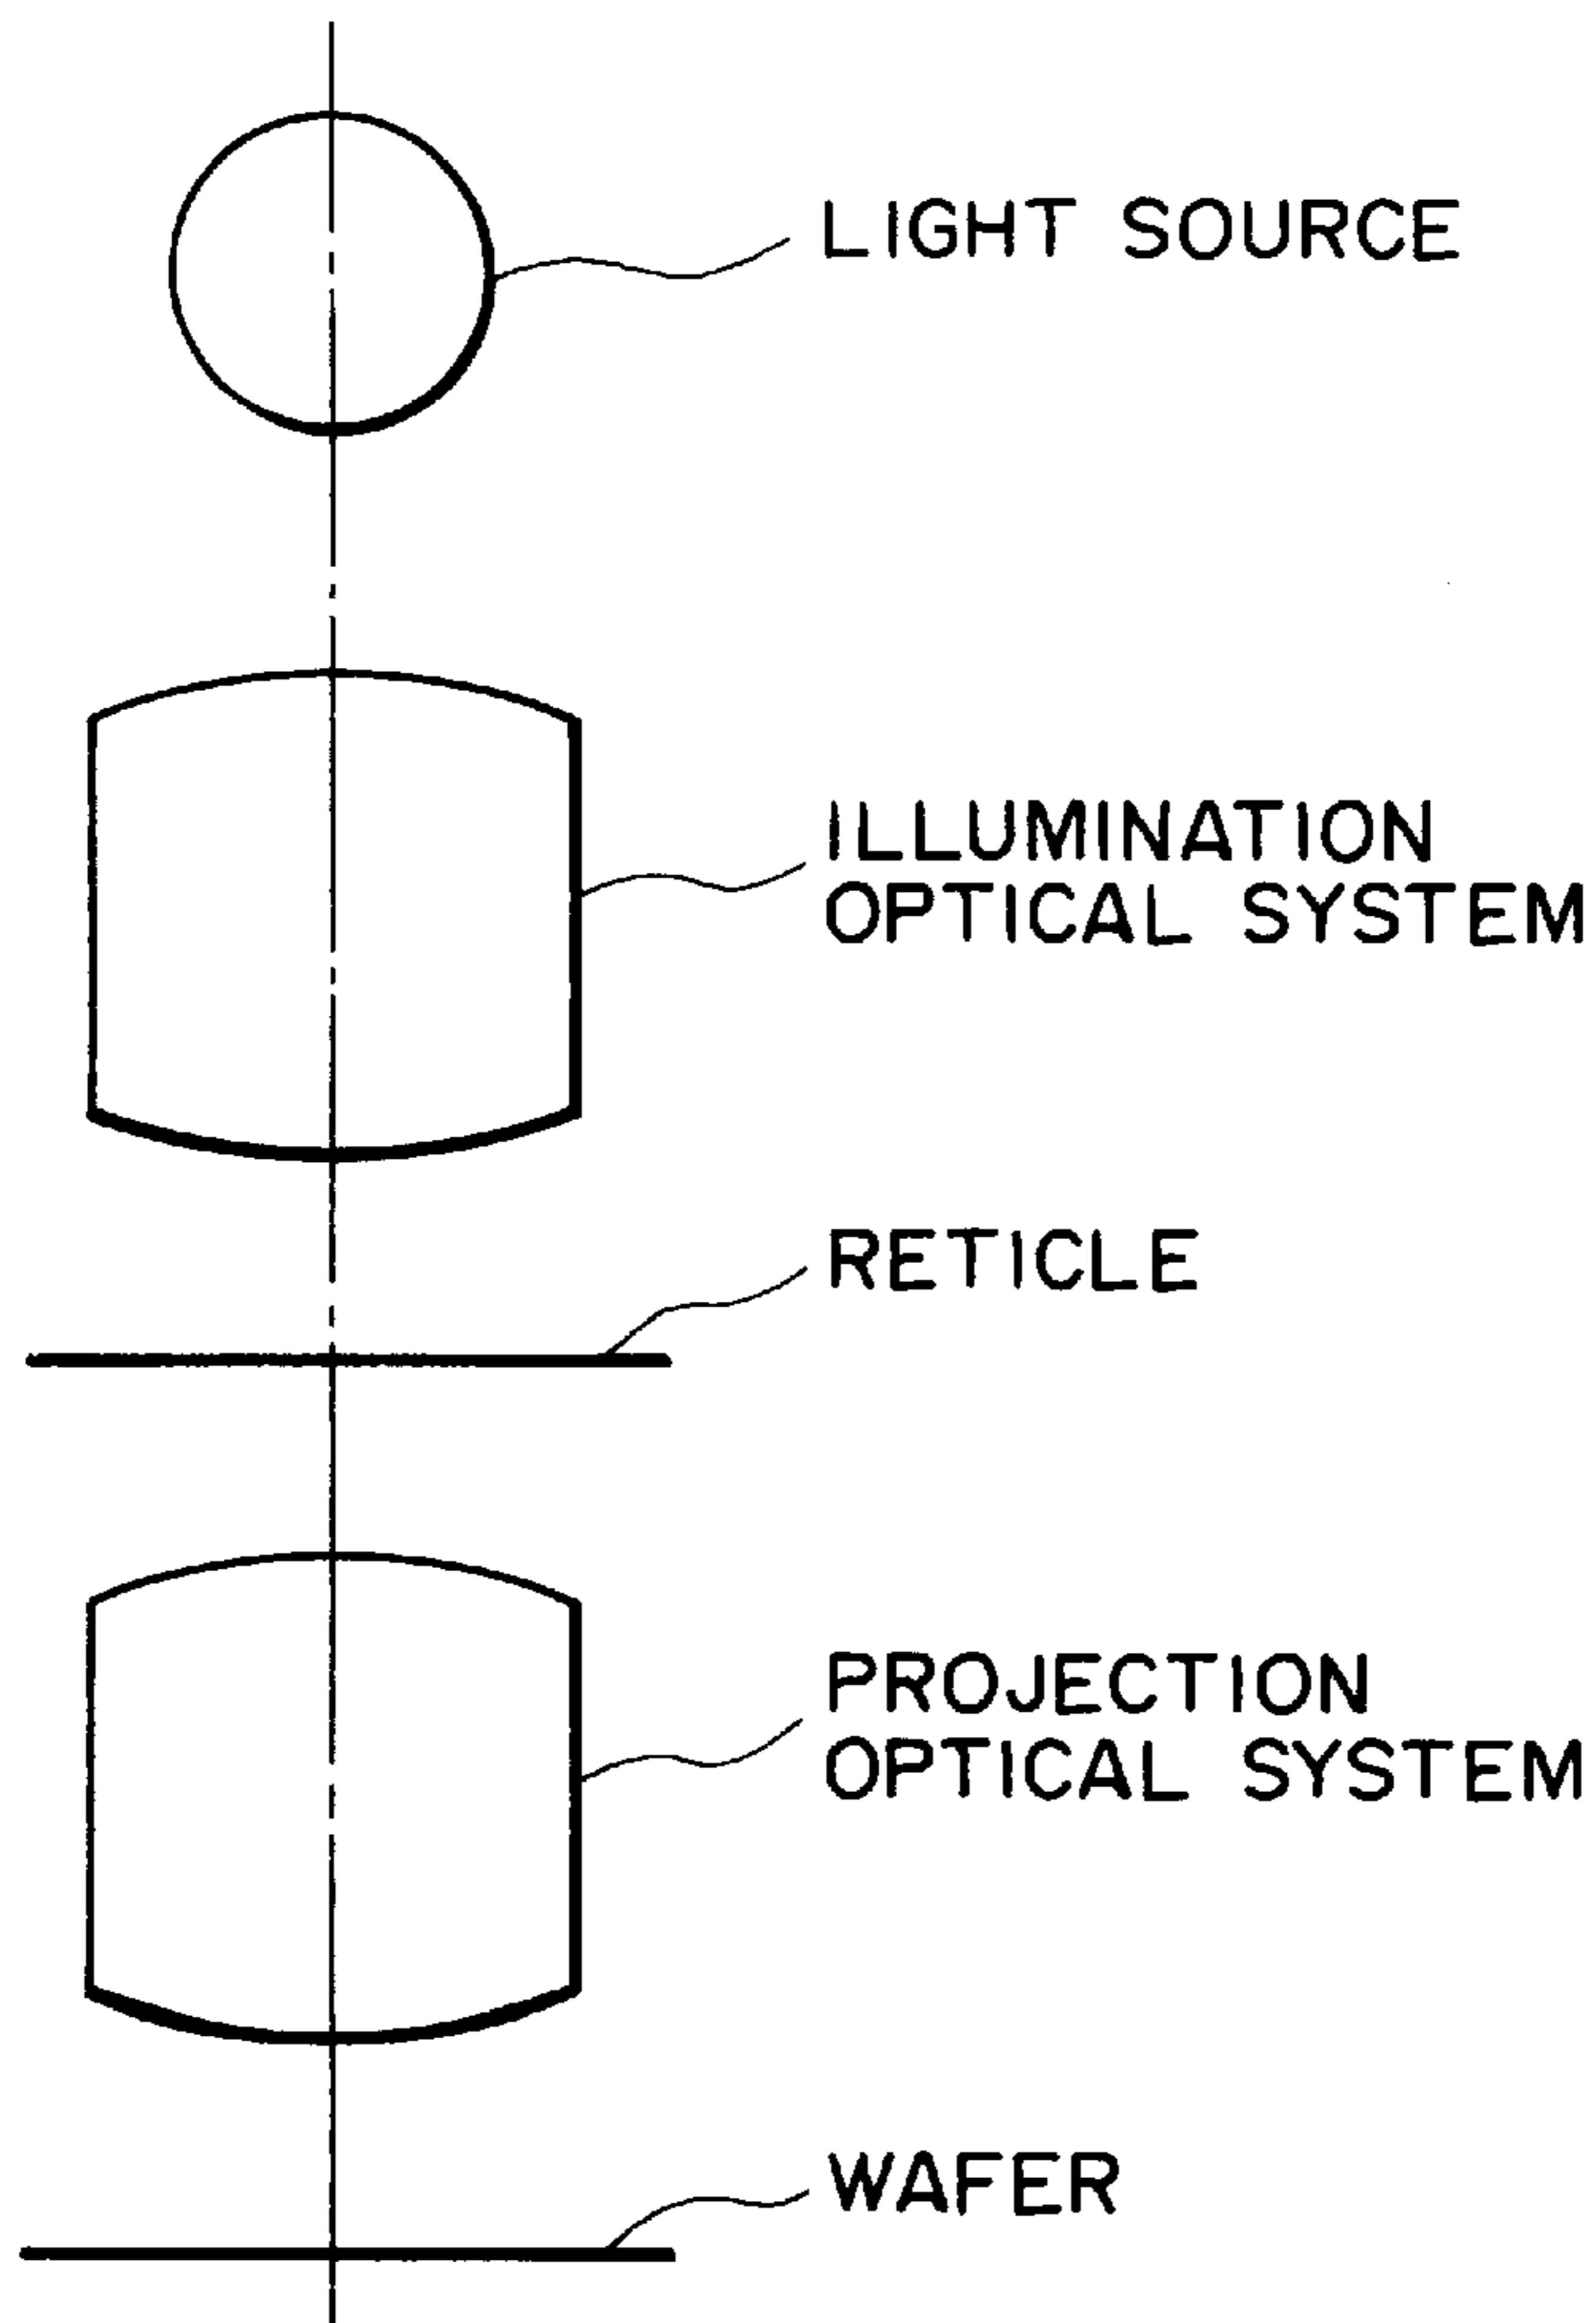 LIGHT SOURCE
ILLUMINATION
OPTICAL SYSTEM
RETICLE
PROJECTION
OPTICAL SYSTEM
WAFER